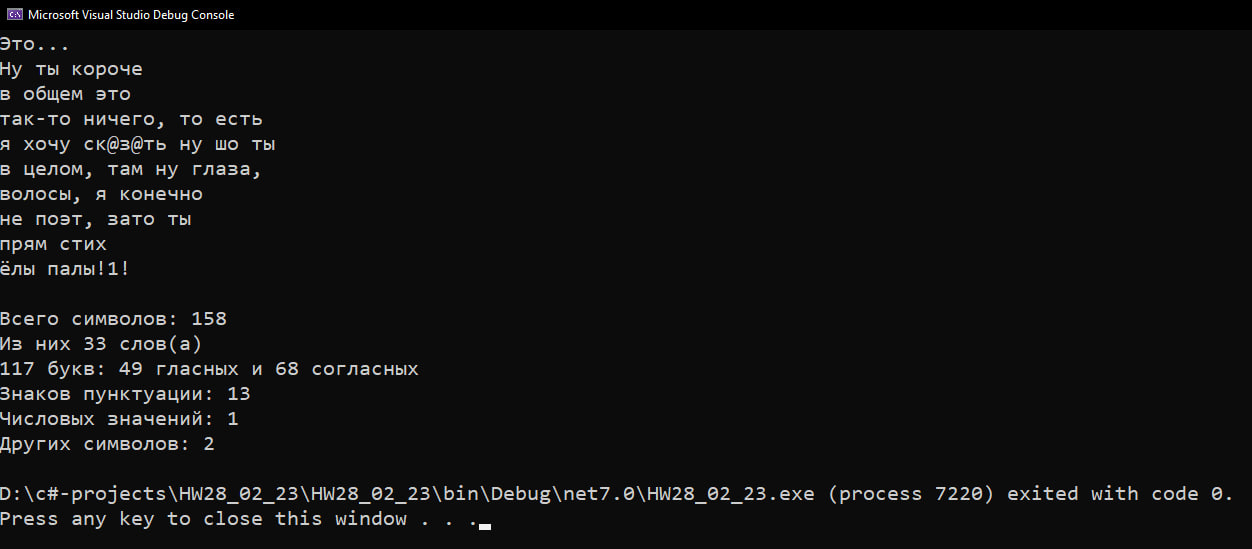 Microsoft Visual Studio Debug Console
Это...
Ну ты короче
в общем это
так-то ничего, то есть
я хочу ск@з@ть ну шо ты
в целом, там ну глаза,
волосы, я конечно
не поэт, зато ты
прям стих
ёлы палы!1!
Всего символов: 158
Из них 33 слов(а)
117 букв: 49 гласных и 68 согласных
Знаков пунктуации: 13
Числовых значений: 1
Других символов: 2
D:\c#-projects\HW28_02_23\HW28_02_23\bin\Debug\net7.0\HW28_02_23.exe (process 7220) exited with code 0.
Press any key to close this window . . .